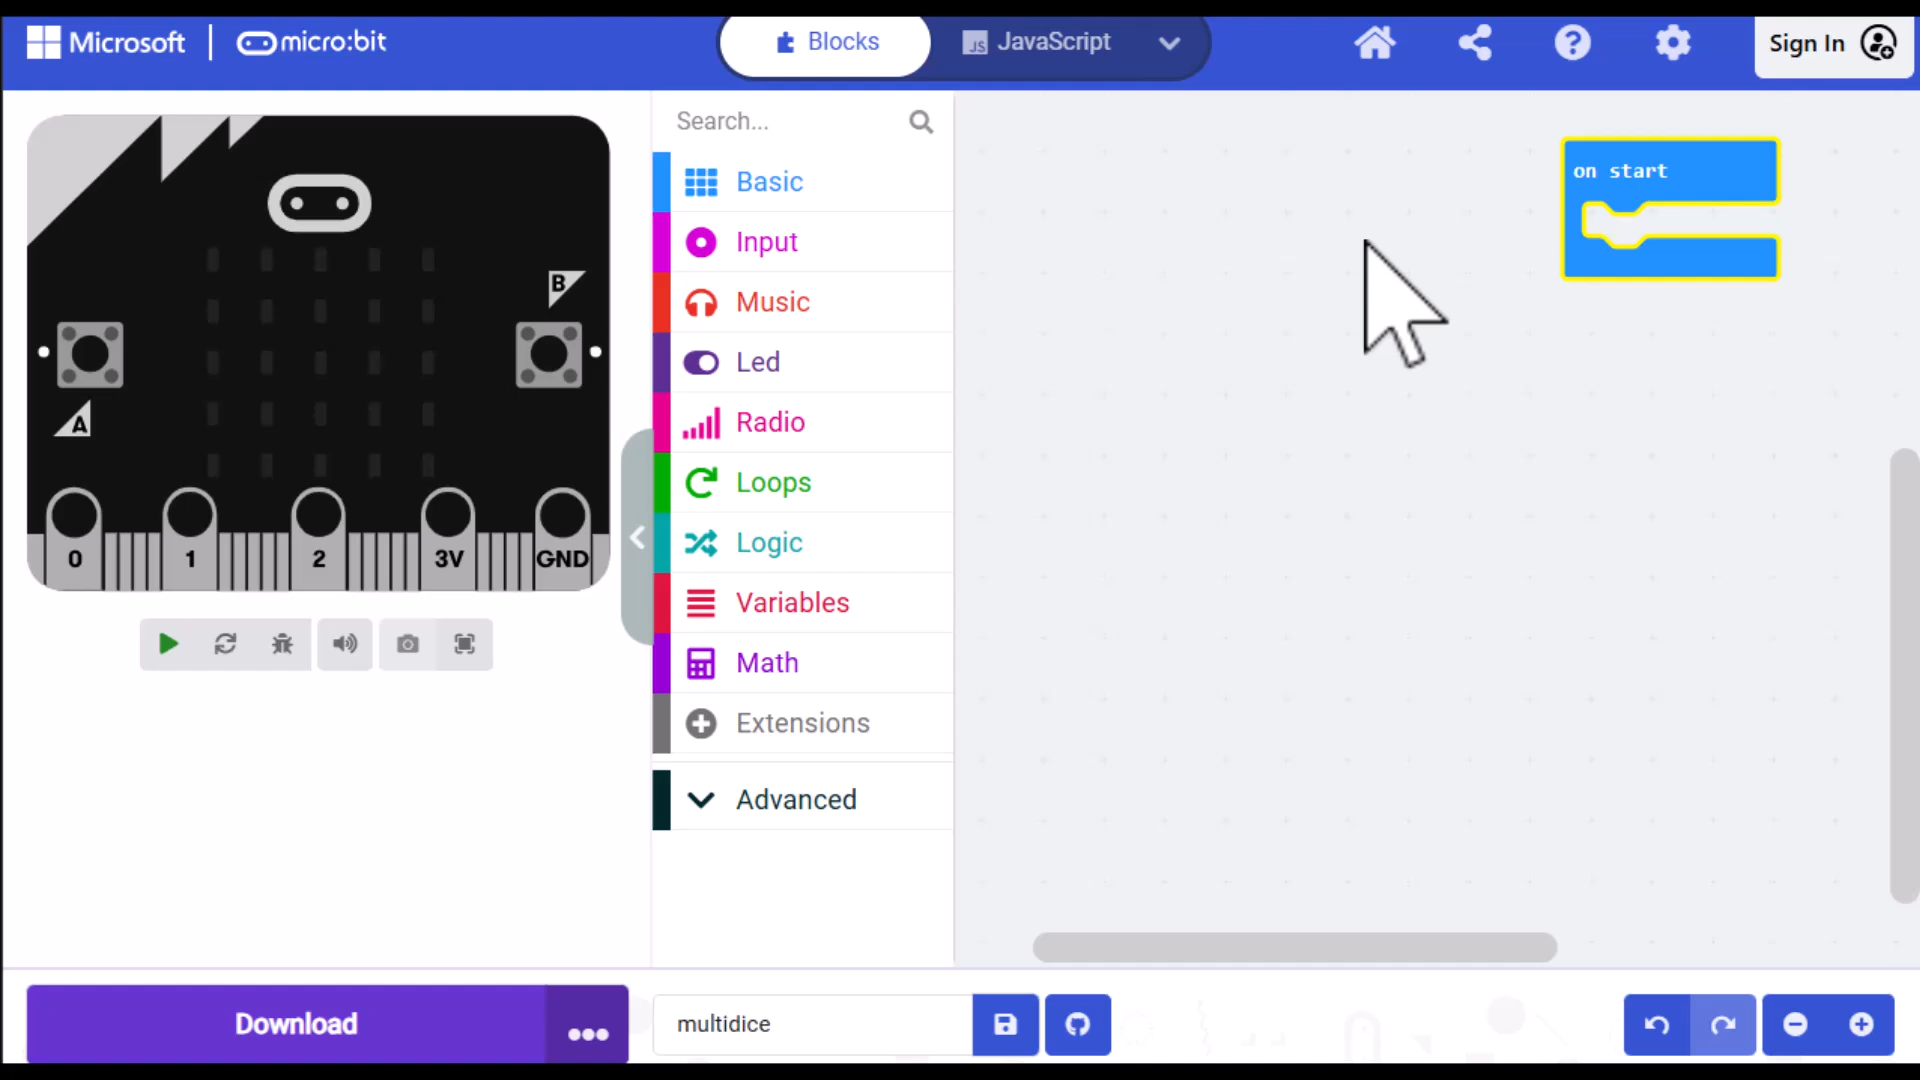 Microsoft
micro:bit
Blocks
JS JavaScript
Sign In
Search...
Basic
Input
Music
Led
Radio
Loops
Logic
Variables
Math
Extensions
Advanced
on start
B
A
0 1 2 3V GND
Download
multidice